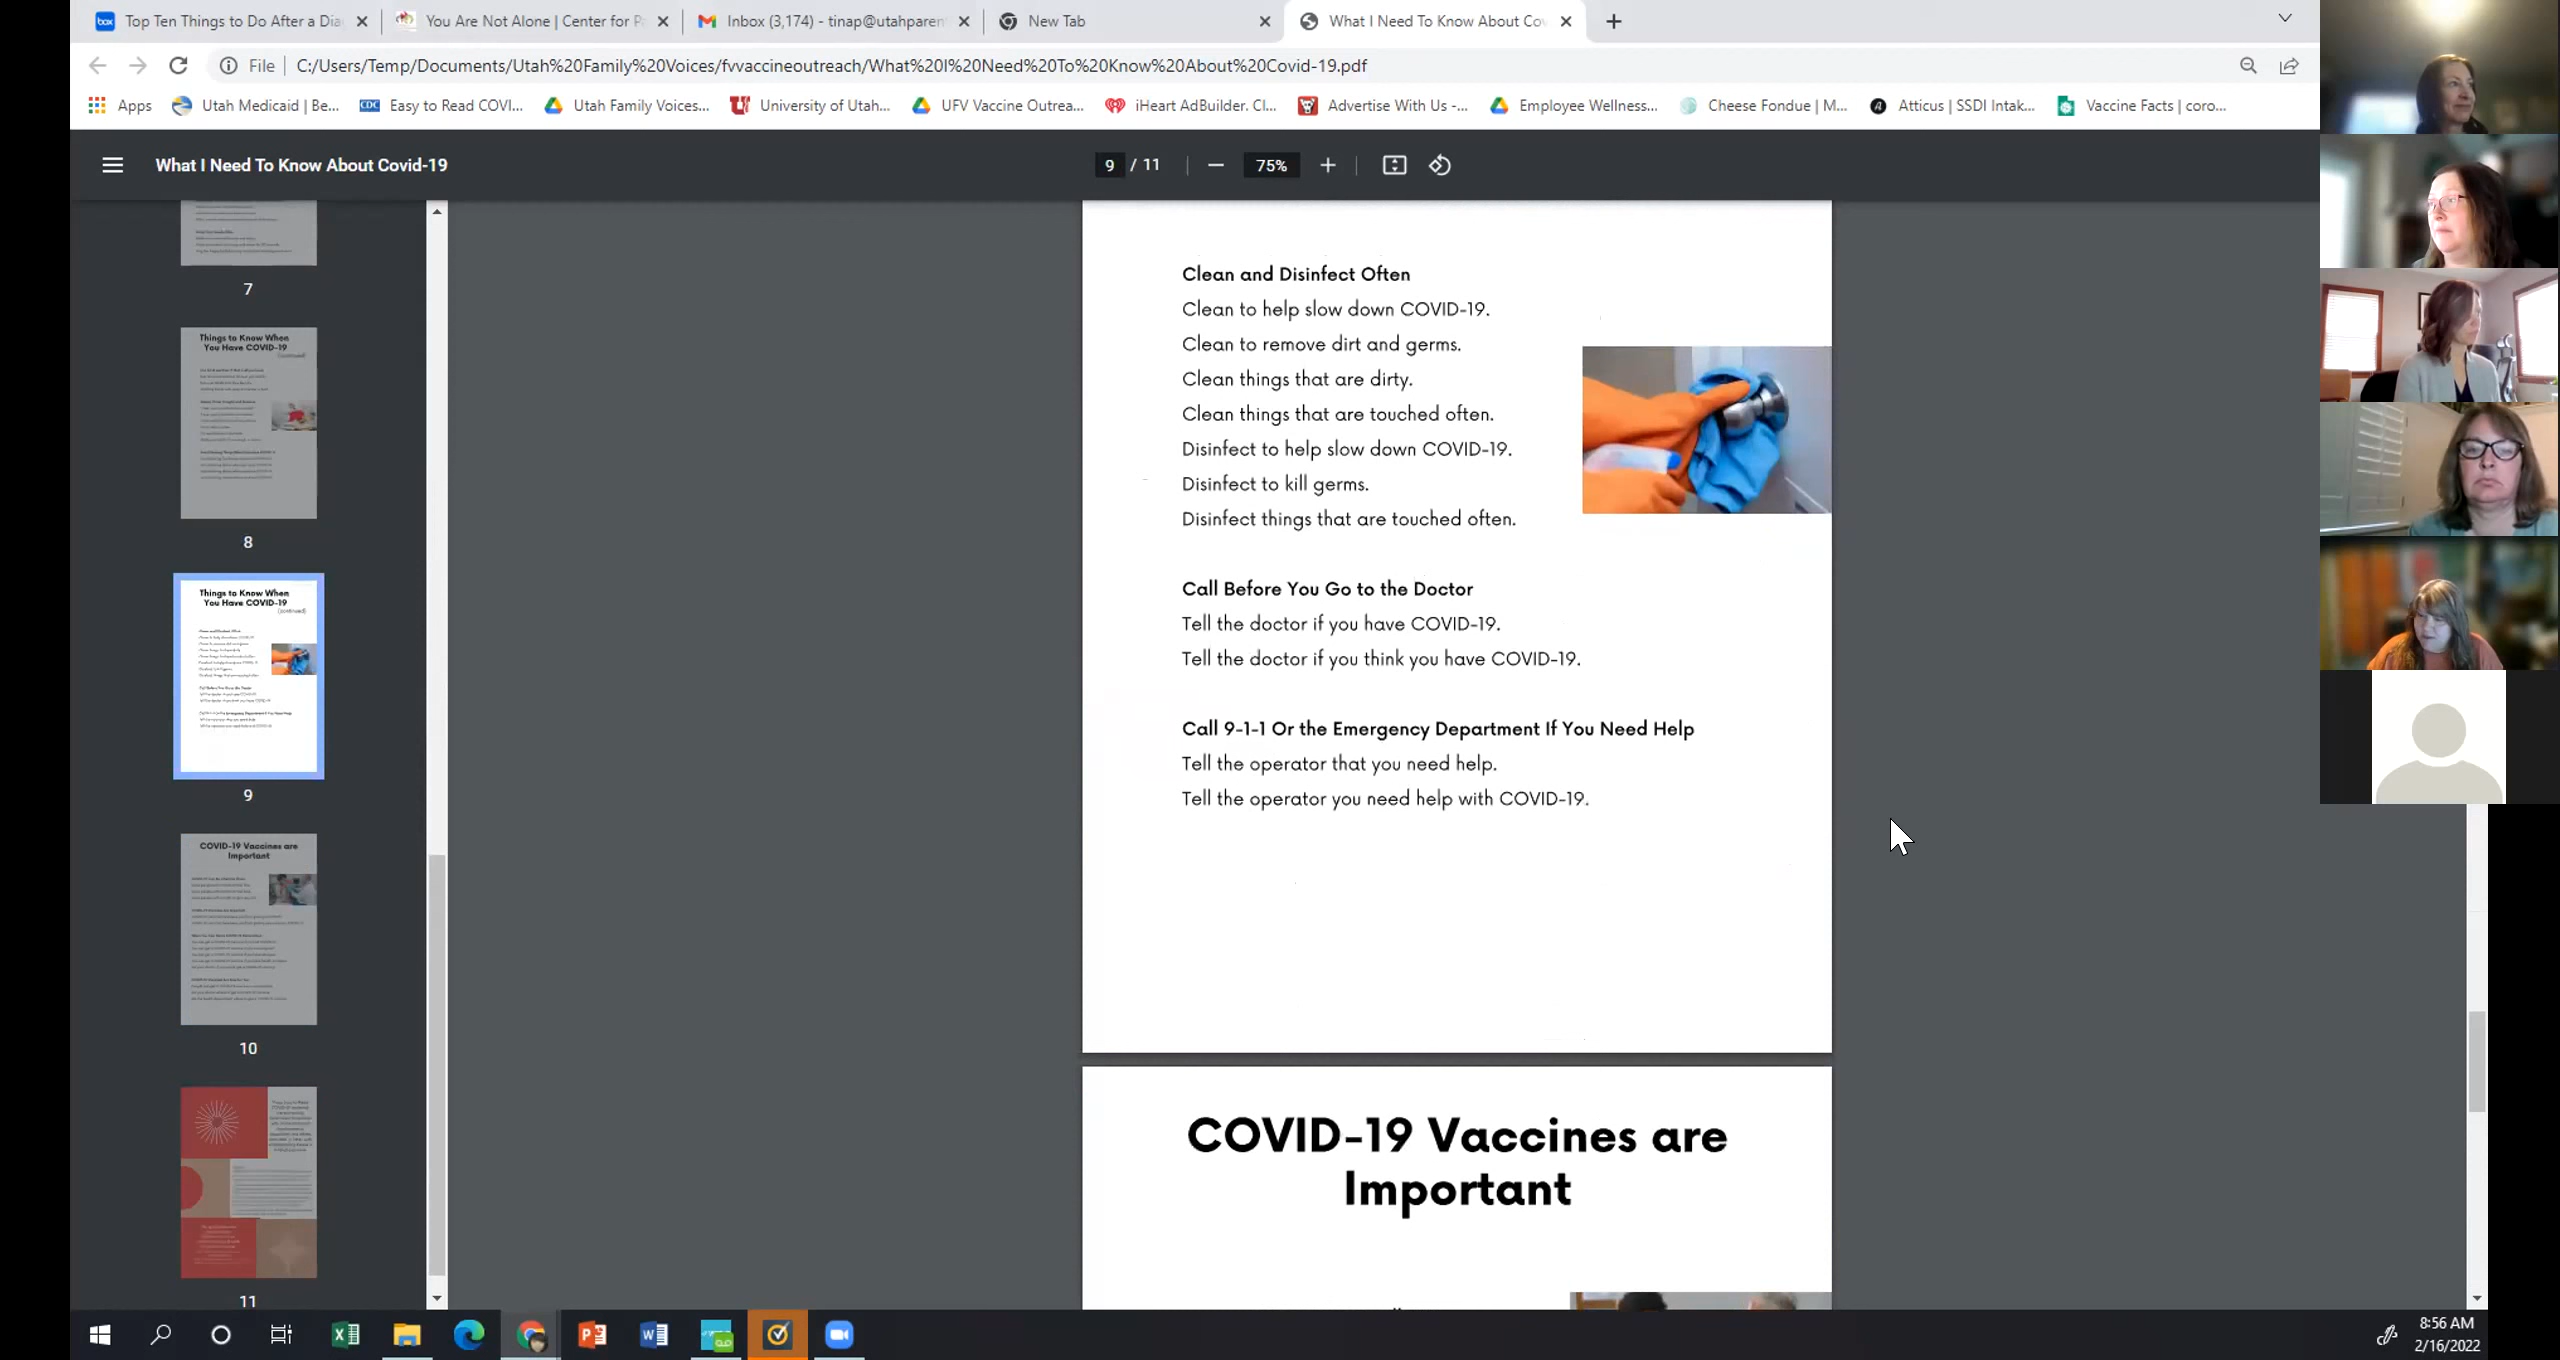 Top Ten Things to Do After a Dia
You Are Not Alone | Center for Pa
Inbox (3,174) - tinap@utahparen
New Tab
What I Need To Know About Cov
File
C:/Users/Temp/Documents/Utah%20Family%20Voices/fvvaccineoutreach/What%20I%20Need%20To%20Know%20About%20Covid-19.pdf
Apps
Utah Medicaid | Be...
CDC
Easy to Read COVI...
Utah Family Voices...
University of Utah...
UFV Vaccine Outrea...
iHeart AdBuilder. Cl...
Advertise With Us -...
Employee Wellness...
Cheese Fondue | M...
Atticus | SSDI Intak...
Vaccine Facts | coro...
What I Need To Know About Covid-19
9 / 11
75%
7
Things to Know When
You Have COVID-19
8
Things to Know When
You Have COVID-19
(continued)
9
COVID-19 Vaccines are
Important
10
11
Clean and Disinfect Often
Clean to help slow down COVID-19.
Clean to remove dirt and germs.
Clean things that are dirty.
Clean things that are touched often.
Disinfect to help slow down COVID-19.
Disinfect to kill germs.
Disinfect things that are touched often.
Call Before You Go to the Doctor
Tell the doctor if you have COVID-19.
Tell the doctor if you think you have COVID-19.
Call 9-1-1 Or the Emergency Department If You Need Help
Tell the operator that you need help.
Tell the operator you need help with COVID-19.
COVID-19 Vaccines are
Important
8:56 AM
2/16/2022